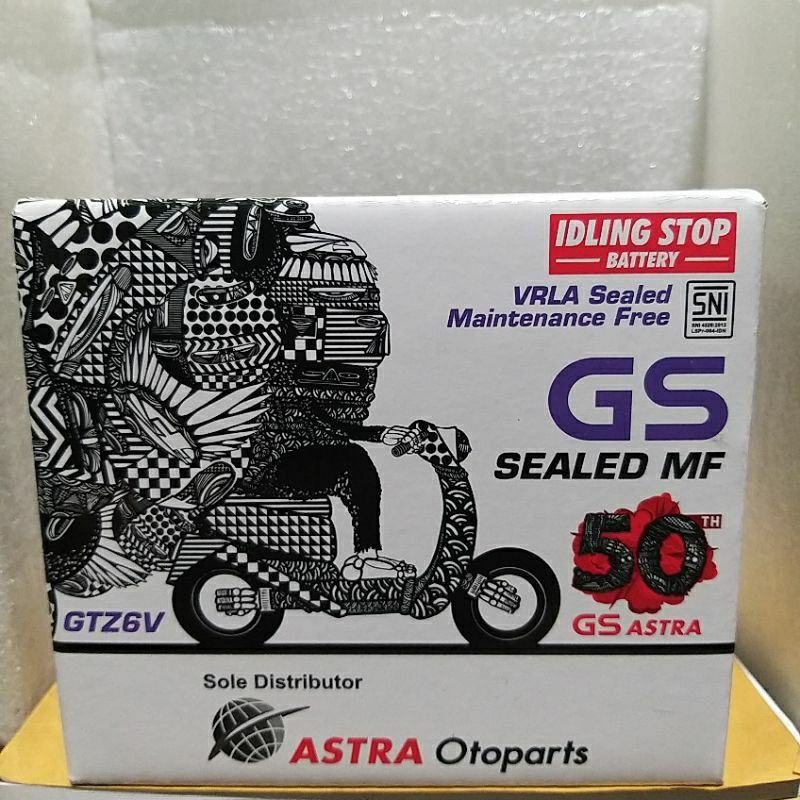 IDLING STOP
BATTERY
VRLA Sealed
Maintenance Free
SNI
GS
SEALED MF
50TH
GS ASTRA
GTZ6V
Sole Distributor
ASTRA Otoparts